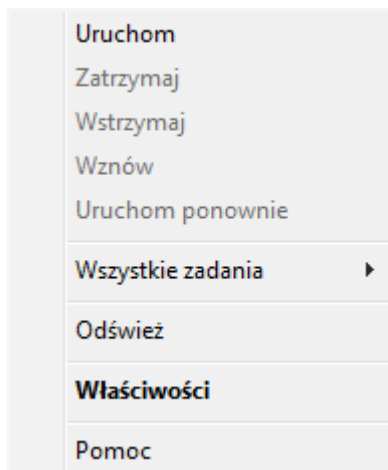 Uruchom
Zatrzymaj
Wstrzymaj
Wznów
Uruchom ponownie
Wszystkie zadania
Odśwież
Właściwości
Pomoc